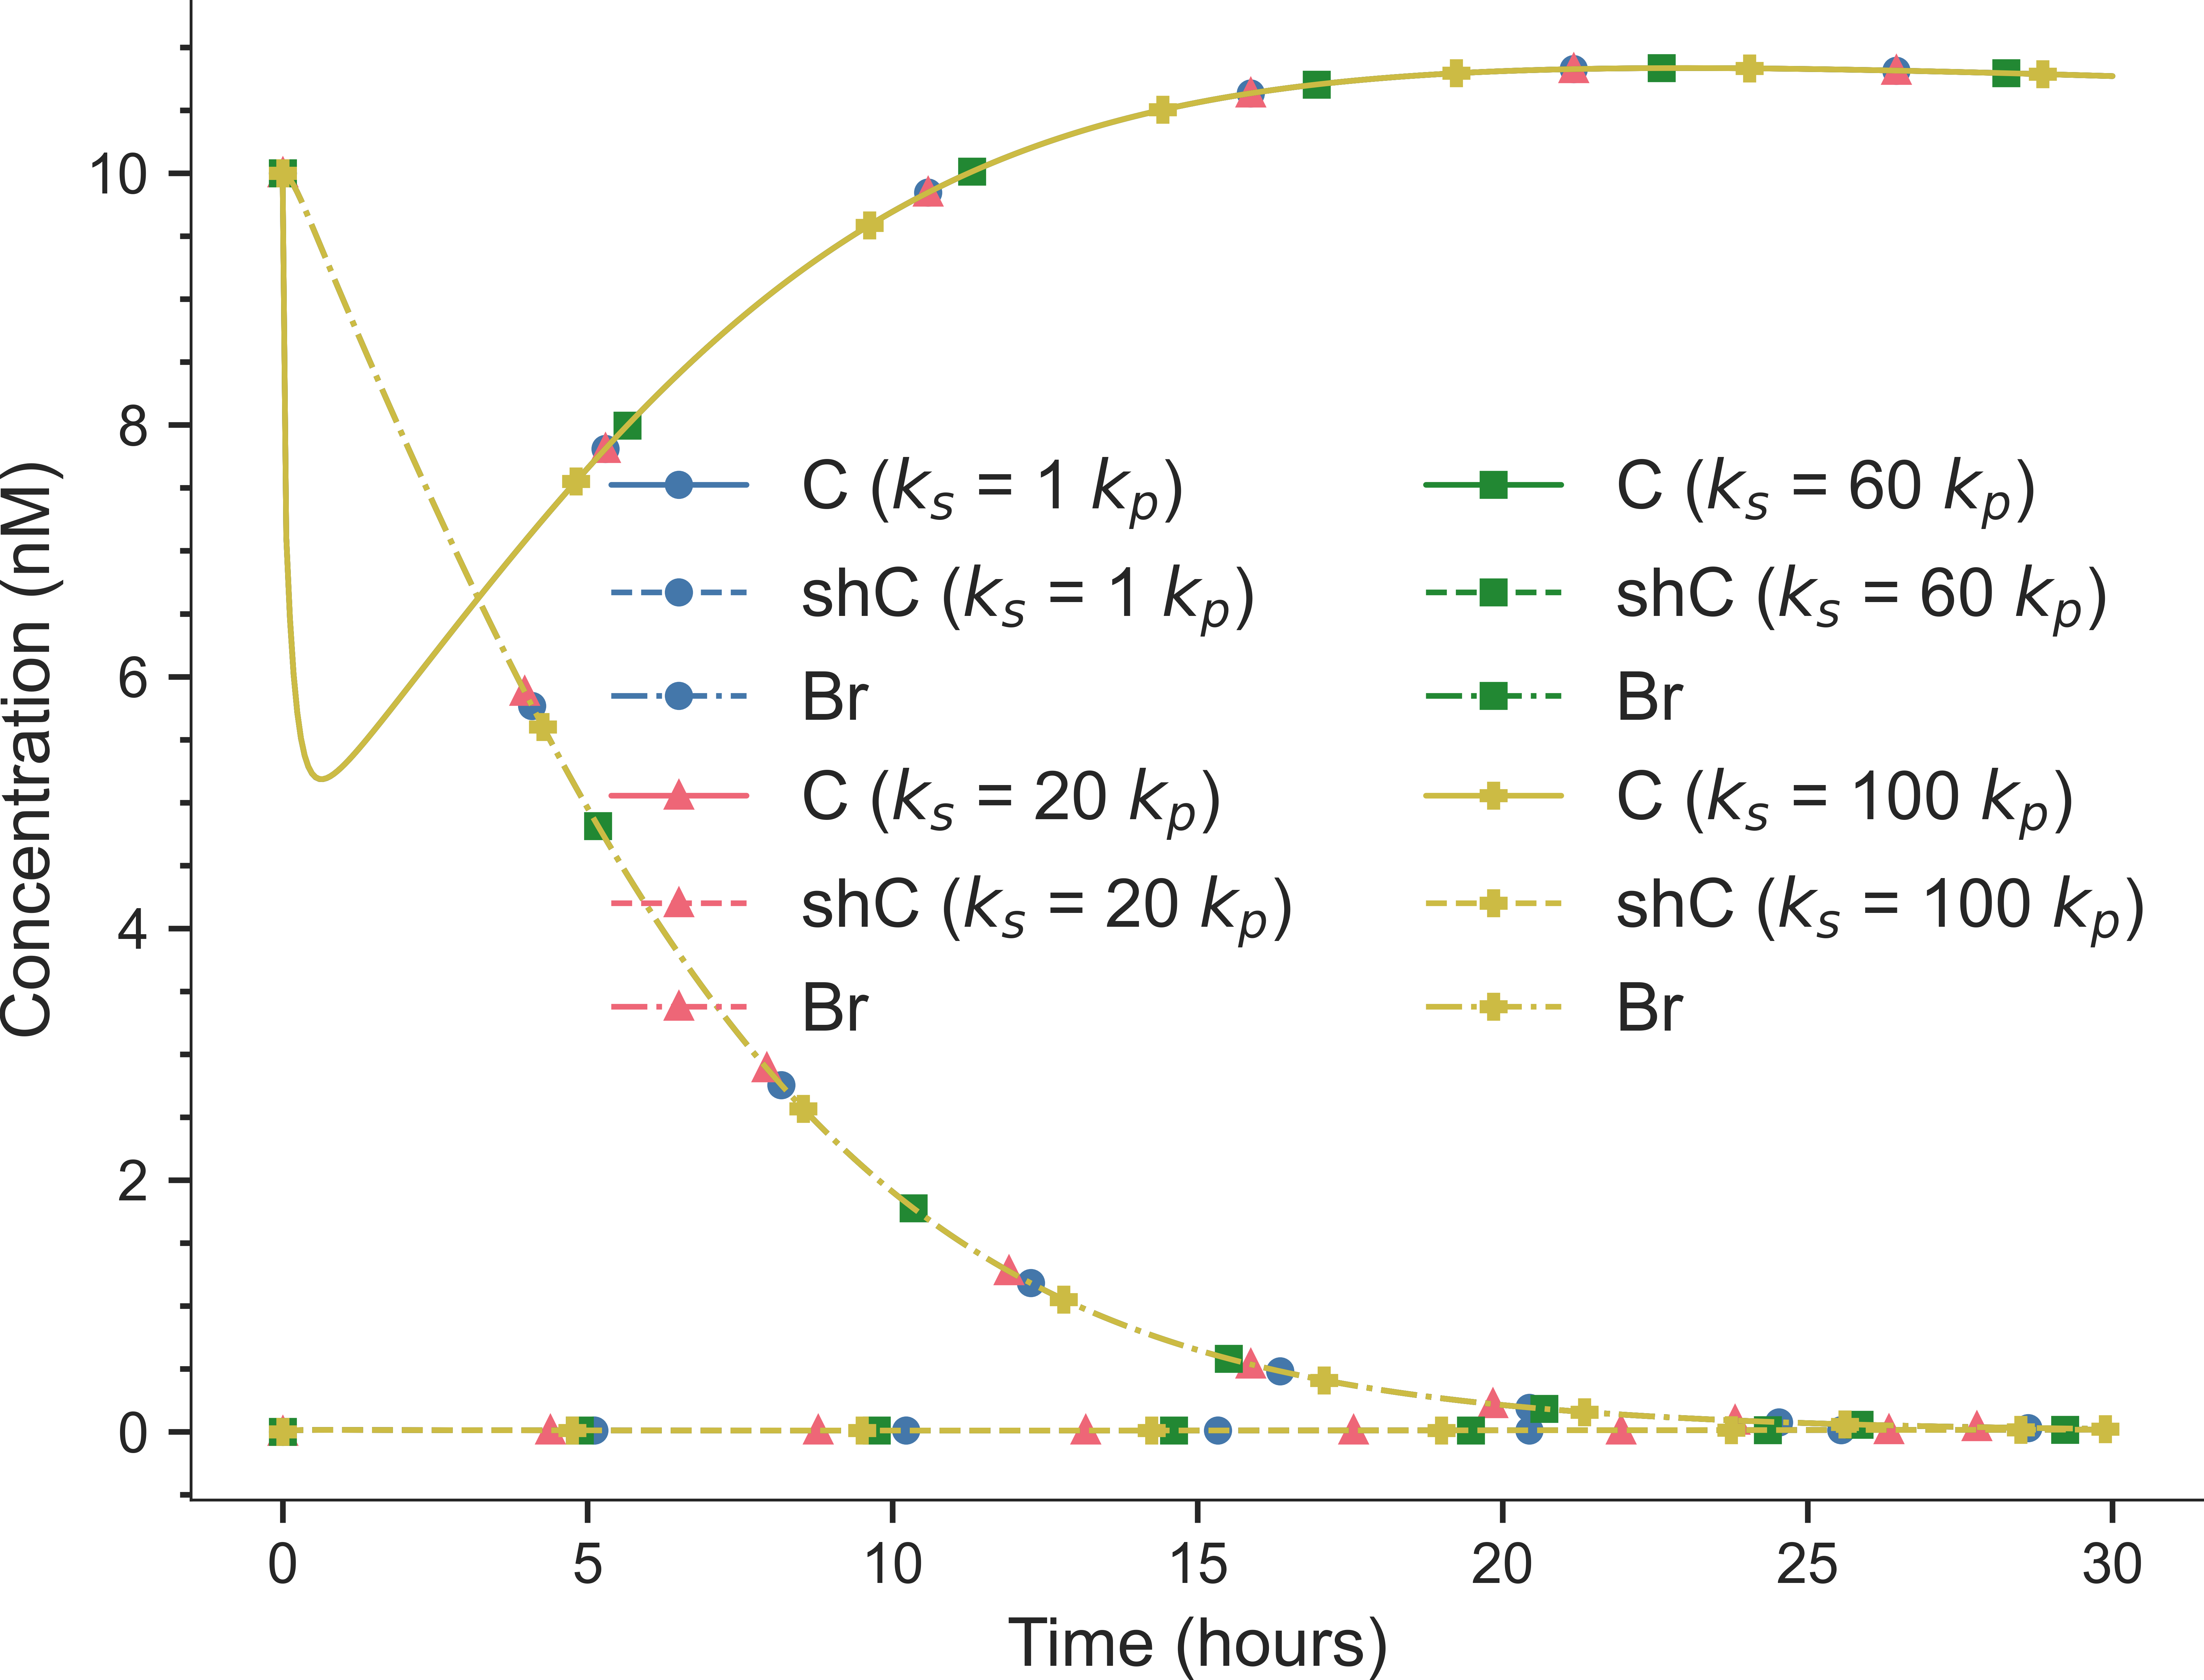 Concentration (nM)
10
8
6
4
2
0
C (kₛ = 1 kₚ)
shC (kₛ = 1 kₚ)
Br
C (kₛ = 20 kₚ)
shC (kₛ = 20 kₚ)
Br
C (kₛ = 60 kₚ)
shC (kₛ = 60 kₚ)
Br
C (kₛ = 100 kₚ)
shC (kₛ = 100 kₚ)
Br
0 5 10 15 20 25 30
Time (hours)